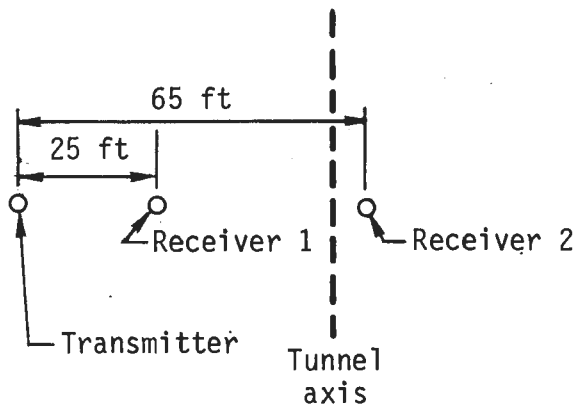 65 ft
25 ft
Receiver 1
Receiver 2
Transmitter
Tunnel
axis